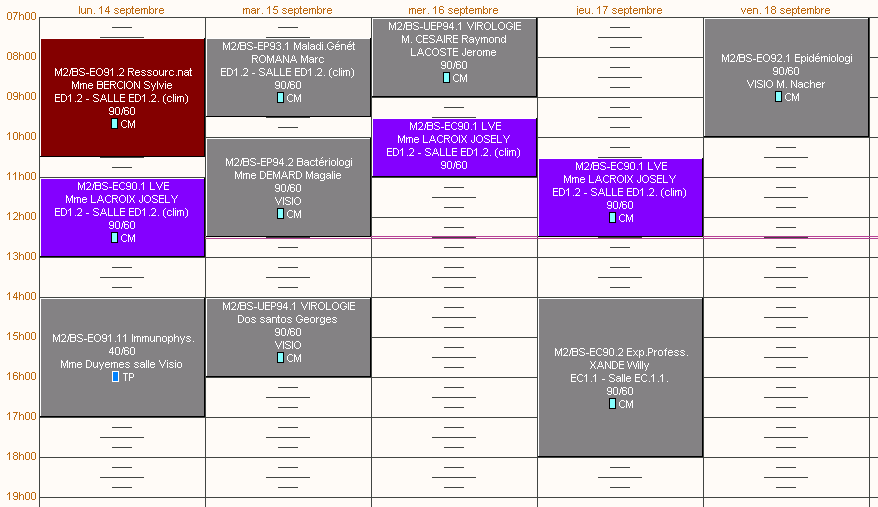 lun. 14 septembre
mar. 15 septembre
mer. 16 septembre
jeu. 17 septembre
ven. 18 septembre
07h00
08h00
09h00
10h00
11h00
12h00
13h00
14h00
15h00
16h00
17h00
18h00
19h00
M2/BS-EO91.2 Ressourc.nat
Mme BERCION Sylvie
ED1.2 - SALLE ED1.2. (clim)
90/60
CM
M2/BS-EC90.1 LVE
Mme LACROIX JOSELY
ED1.2 - SALLE ED1.2. (clim)
90/60
CM
M2/BS-EO91.11 Immunophys.
40/60
Mme Duyemes salle Visio
TP
M2/BS-EP93.1 Maladi.Génét
ROMANA Marc
ED1.2 - SALLE ED1.2. (clim)
90/60
CM
M2/BS-EP94.2 Bactériologi
Mme DEMARD Magalie
90/60
VISIO
CM
M2/BS-UEP94.1 VIROLOGIE
Dos santos Georges
90/60
VISIO
CM
M2/BS-UEP94.1 VIROLOGIE
M. CESAIRE Raymond
LACOSTE Jerome
90/60
CM
M2/BS-EC90.1 LVE
Mme LACROIX JOSELY
ED1.2 - SALLE ED1.2. (clim)
90/60
M2/BS-EC90.1 LVE
Mme LACROIX JOSELY
ED1.2 - SALLE ED1.2. (clim)
90/60
CM
M2/BS-EC90.2 Exp.Profess.
XANDE Willy
EC1.1 - Salle EC.1.1.
90/60
CM
M2/BS-EO92.1 Epidémiologi
90/60
VISIO M. Nacher
CM